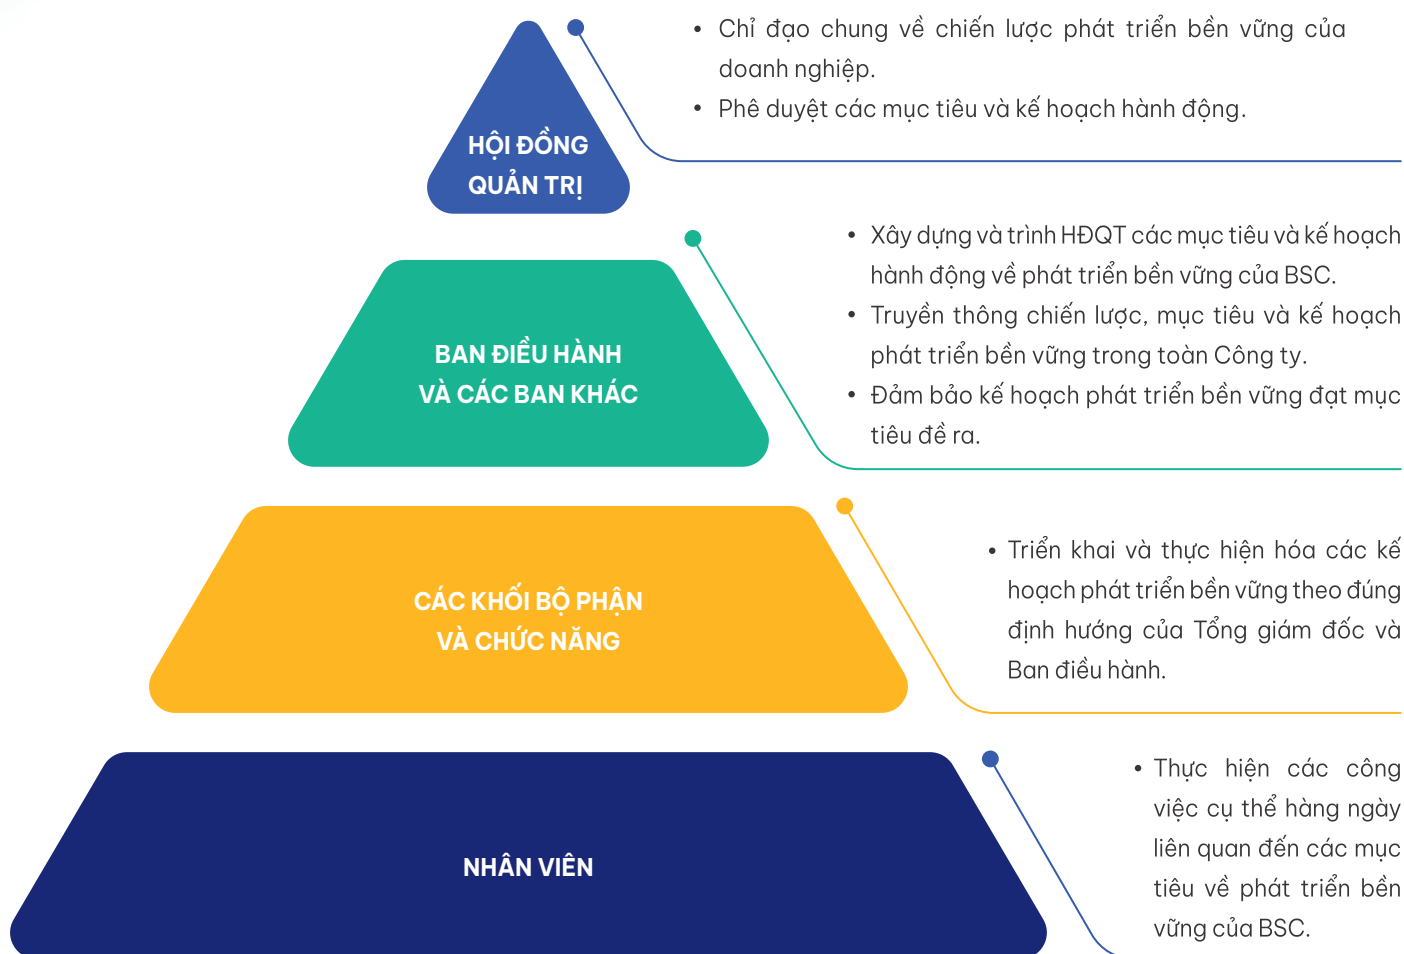 HỘI ĐỒNG
QUẢN TRỊ
• Chỉ đạo chung về chiến lược phát triển bền vững của
doanh nghiệp.
• Phê duyệt các mục tiêu và kế hoạch hành động.
BAN ĐIỀU HÀNH
VÀ CÁC BAN KHÁC
• Xây dựng và trình HĐQT các mục tiêu và kế hoạch
hành động về phát triển bền vững của BSC.
• Truyền thông chiến lược, mục tiêu và kế hoạch
phát triển bền vững trong toàn Công ty.
• Đảm bảo kế hoạch phát triển bền vững đạt mục
tiêu đề ra.
CÁC KHỐI BỘ PHẬN
VÀ CHỨC NĂNG
• Triển khai và thực hiện hóa các kế
hoạch phát triển bền vững theo đúng
định hướng của Tổng giám đốc và
Ban điều hành.
NHÂN VIÊN
• Thực hiện các công
việc cụ thể hàng ngày
liên quan đến các mục
tiêu về phát triển bền
vững của BSC.